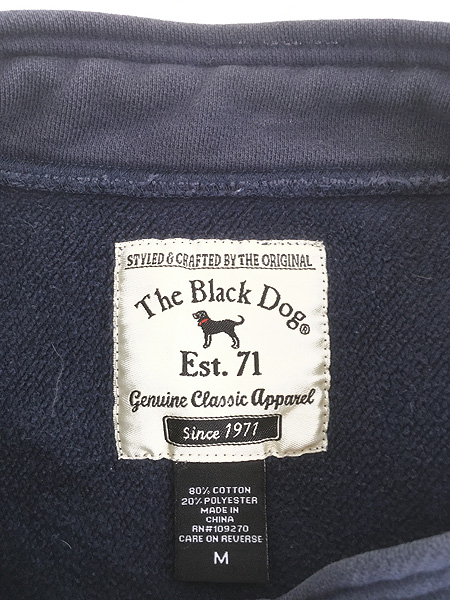 STYLED & CRAFTED BY THE ORIGINAL
The Black Dog®
Est. 71
Genuine Classic Apparel
Since 1971
80% COTTON
20% POLYESTER
MADE IN
CHINA
RN#109270
CARE ON REVERSE
M